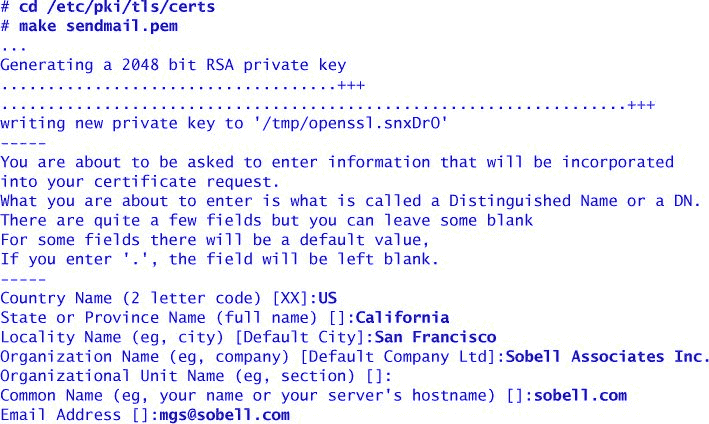 # cd /etc/pki/tls/certs
# make sendmail.pem
...
Generating a 2048 bit RSA private key
....................................+++
...................................................................+++
writing new private key to '/tmp/openssl.snxDrO'
-----
You are about to be asked to enter information that will be incorporated
into your certificate request.
What you are about to enter is what is called a Distinguished Name or a DN.
There are quite a few fields but you can leave some blank
For some fields there will be a default value,
If you enter '.', the field will be left blank.
-----
Country Name (2 letter code) [XX]:US
State or Province Name (full name) []:California
Locality Name (eg, city) [Default City]:San Francisco
Organization Name (eg, company) [Default Company Ltd]:Sobell Associates Inc.
Organizational Unit Name (eg, section) []:
Common Name (eg, your name or your server's hostname) []:sobell.com
Email Address []:mgs@sobell.com